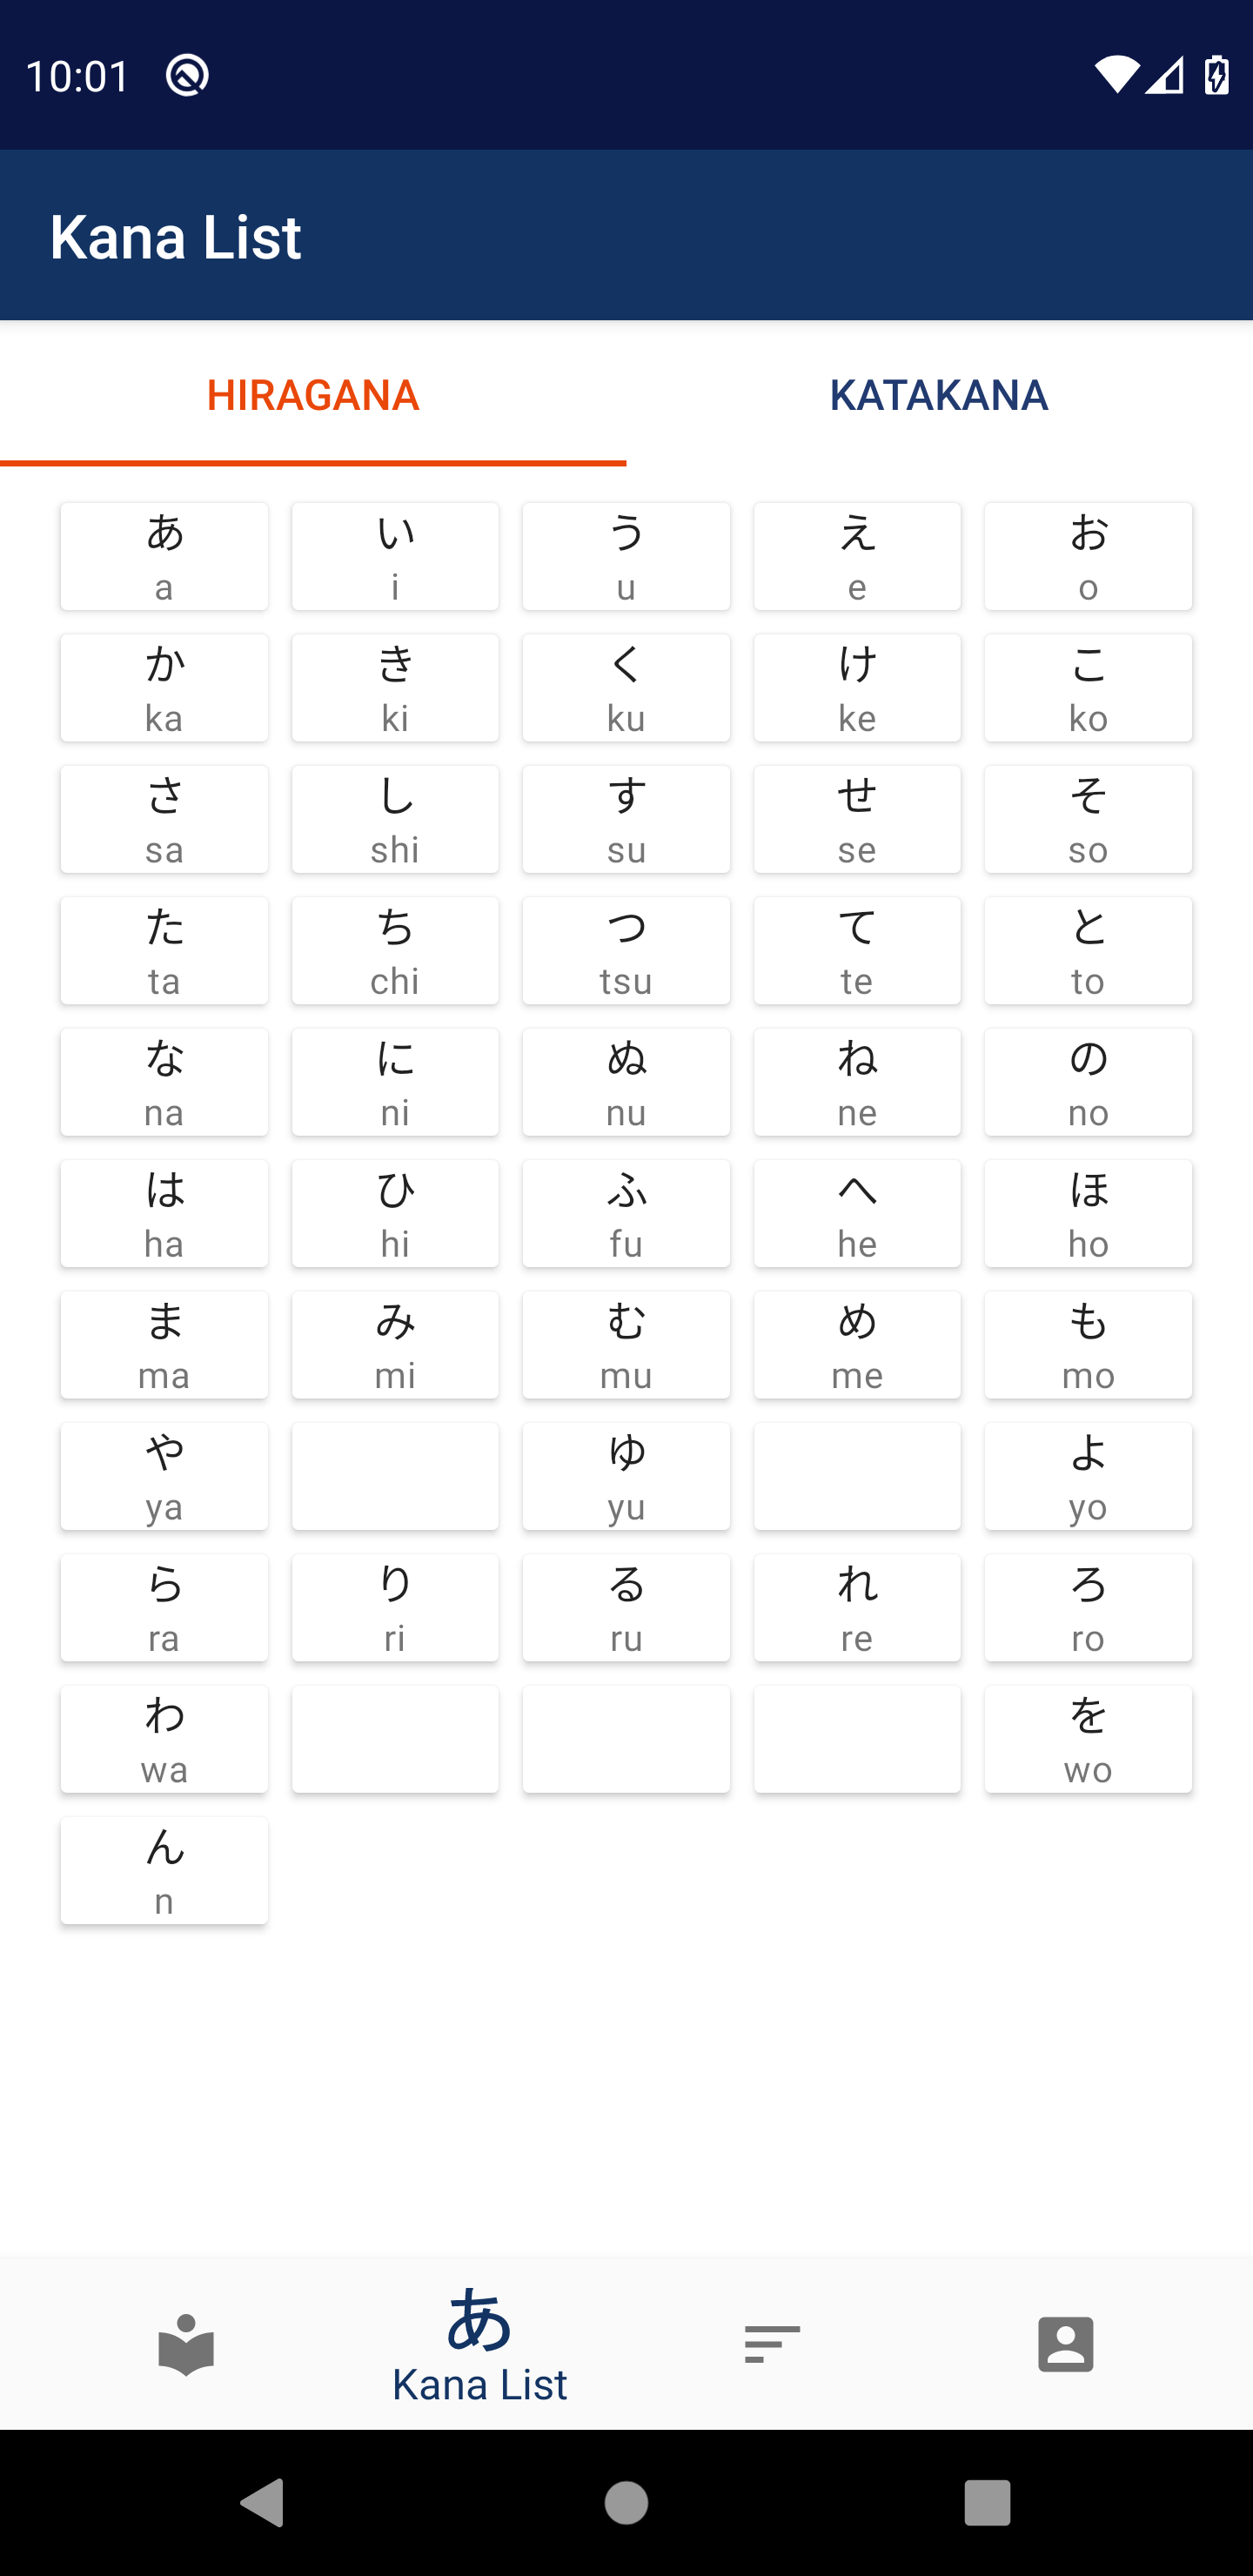 10:01
Kana List
HIRAGANA KATAKANA
あ い う え お
a i u e o
か き く け こ
ka ki ku ke ko
さ し す せ そ
sa shi su se so
た ち つ て と
ta chi tsu te to
な に ぬ ね の
na ni nu ne no
は ひ ふ へ ほ
ha hi fu he ho
ま み む め も
ma mi mu me mo
や ゆ よ
ya yu yo
ら り る れ ろ
ra ri ru re ro
わ を
wa wo
ん
n
あ
Kana List